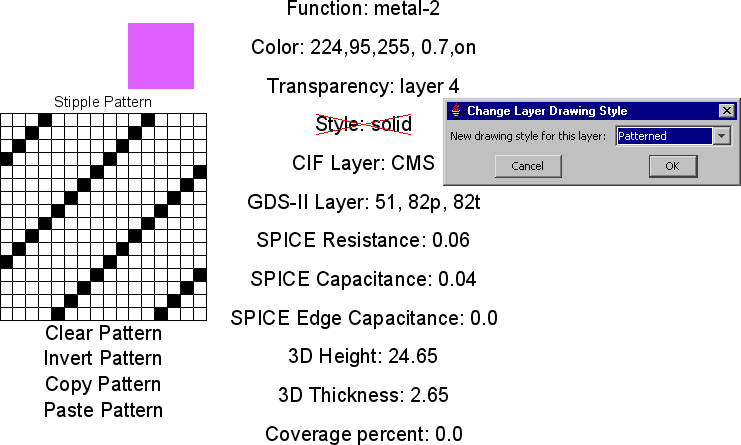 Function: metal-2
Color: 224,95,255, 0.7,on
Transparency: layer 4
Stipple Pattern
Style: solid
Change Layer Drawing Style
New drawing style for this layer: Patterned
Cancel OK
CIF Layer: CMS
GDS-II Layer: 51, 82p, 82t
SPICE Resistance: 0.06
SPICE Capacitance: 0.04
SPICE Edge Capacitance: 0.0
Clear Pattern
Invert Pattern
Copy Pattern
Paste Pattern
3D Height: 24.65
3D Thickness: 2.65
Coverage percent: 0.0